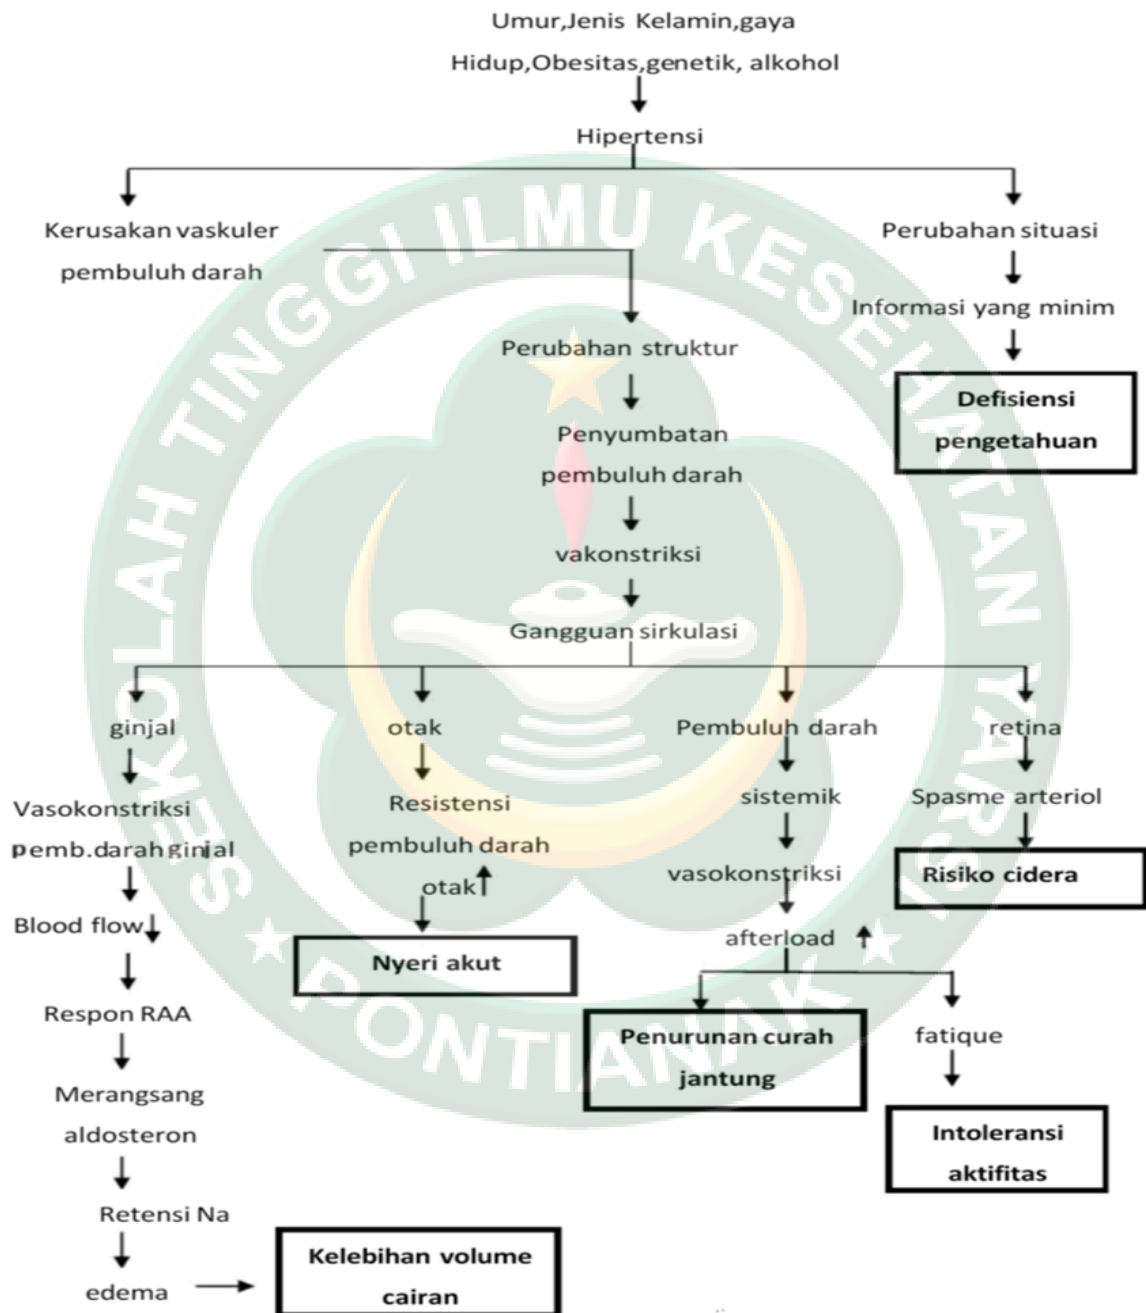 Umur,Jenis Kelamin,gaya
Hidup,Obesitas,genetik, alkohol
Hipertensi
Kerusakan vaskuler
pembuluh darah
Perubahan situasi
Informasi yang minim
Defisiensi
pengetahuan
Perubahan struktur
Penyumbatan
pembuluh darah
vakonstriksi
Gangguan sirkulasi
ginjal
Vasokonstriksi
pemb.darah ginjal
Blood flow
Respon RAA
Merangsang
aldosteron
Retensi Na
edema
Kelebihan volume
cairan
otak
Resistensi
pembuluh darah
otak
Nyeri akut
Pembuluh darah
sistemik
vasokonstriksi
afterload
Penurunan curah
jantung
fatique
Intoleransi
aktifitas
retina
Spasme arteriol
Risiko cidera
SEKOLAH TINGGI ILMU KESEHATAN YARSI
PONTIANAK